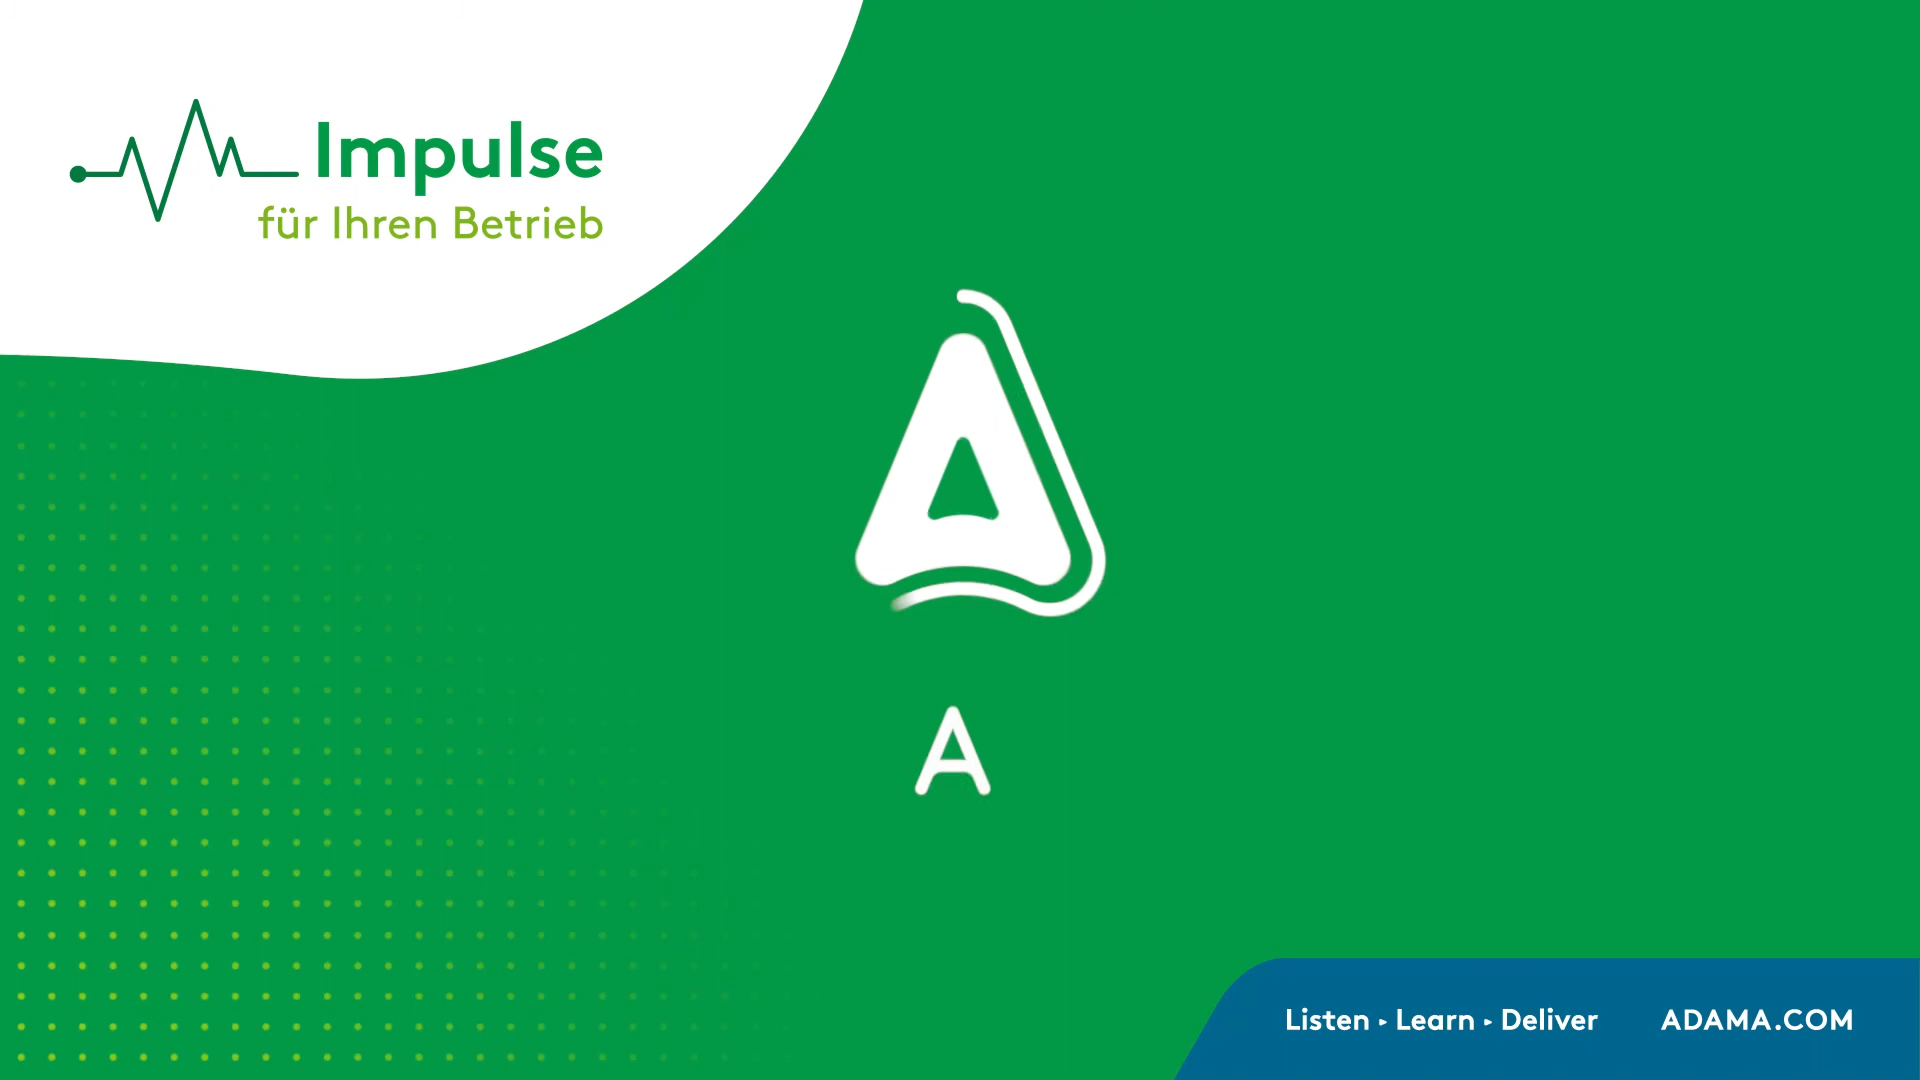 Impulse
für Ihren Betrieb
A
Listen ▸ Learn ▸ Deliver
ADAMA.COM